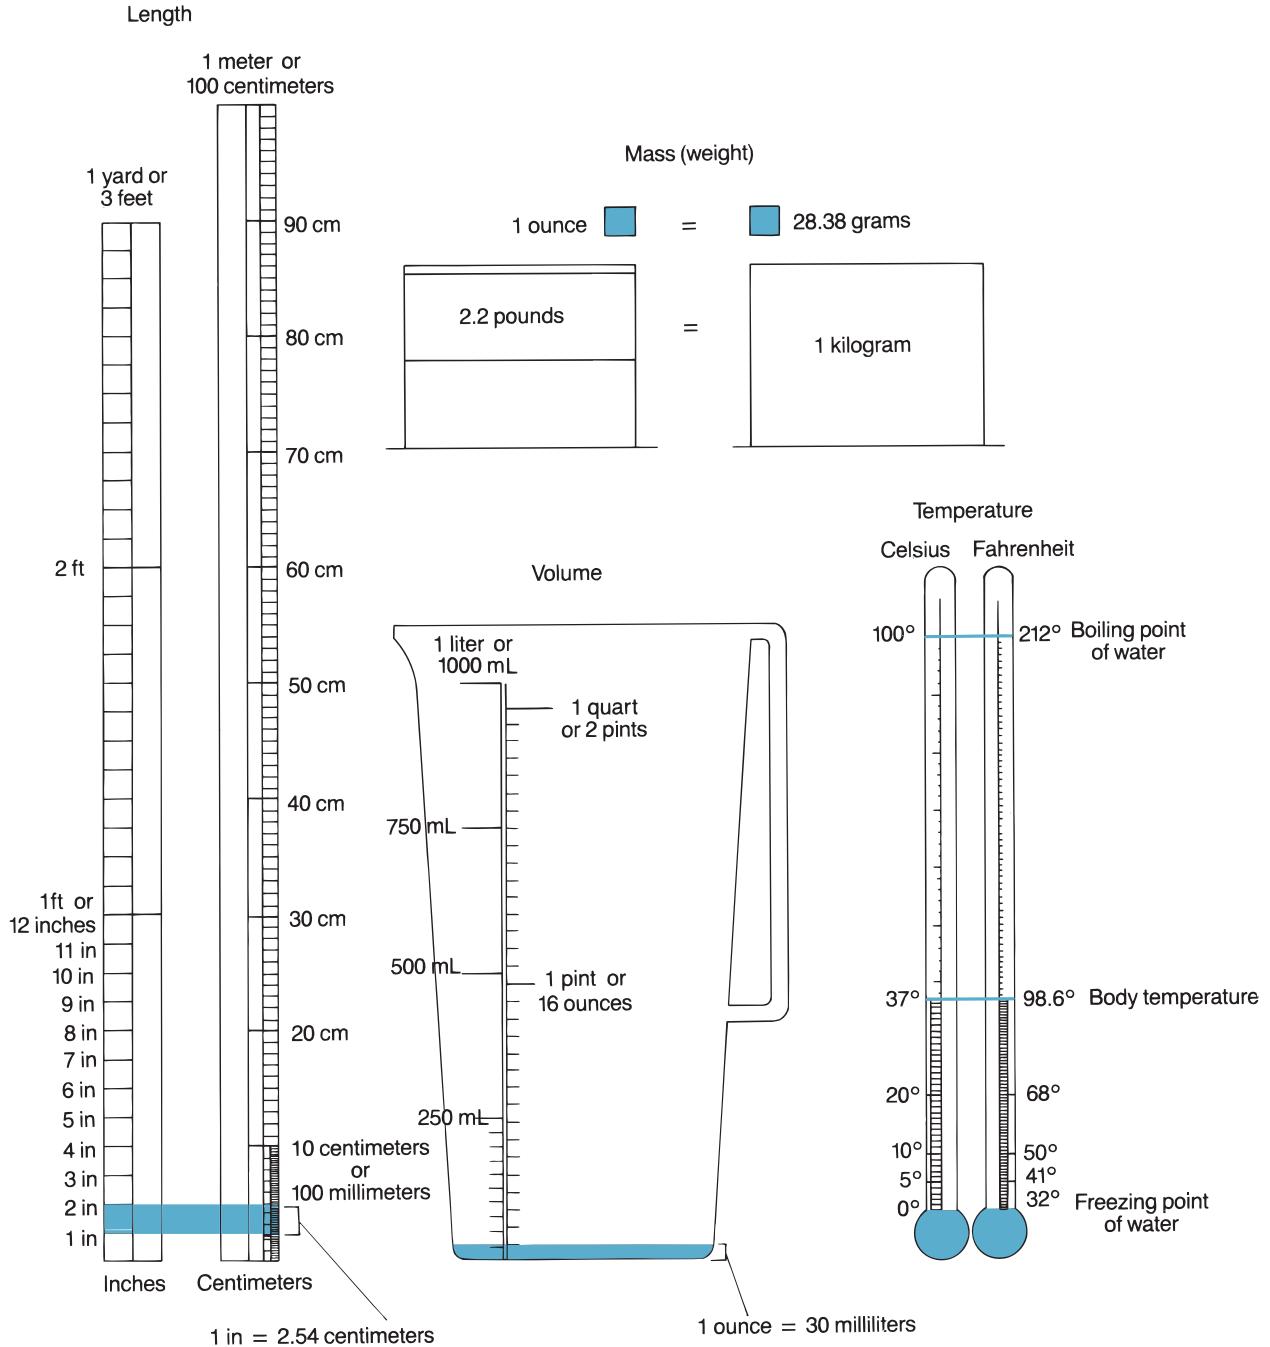 Length
1 meter or
100 centimeters
1 yard or
3 feet
90 cm
80 cm
70 cm
2 ft
60 cm
50 cm
40 cm
1ft or
12 inches
30 cm
11 in
10 in
9 in
8 in
20 cm
7 in
6 in
5 in
4 in
10 centimeters
or
100 millimeters
3 in
2 in
1 in
Inches
Centimeters
1 in = 2.54 centimeters
Mass (weight)
1 ounce = 28.38 grams
2.2 pounds = 1 kilogram
Volume
1 liter or
1000 mL
1 quart
or 2 pints
750 mL
500 mL
1 pint or
16 ounces
250 mL
1 ounce = 30 milliliters
Temperature
Celsius Fahrenheit
100° 212° Boiling point
of water
37° 98.6° Body temperature
20° 68°
10° 50°
5° 41°
0° 32° Freezing point
of water